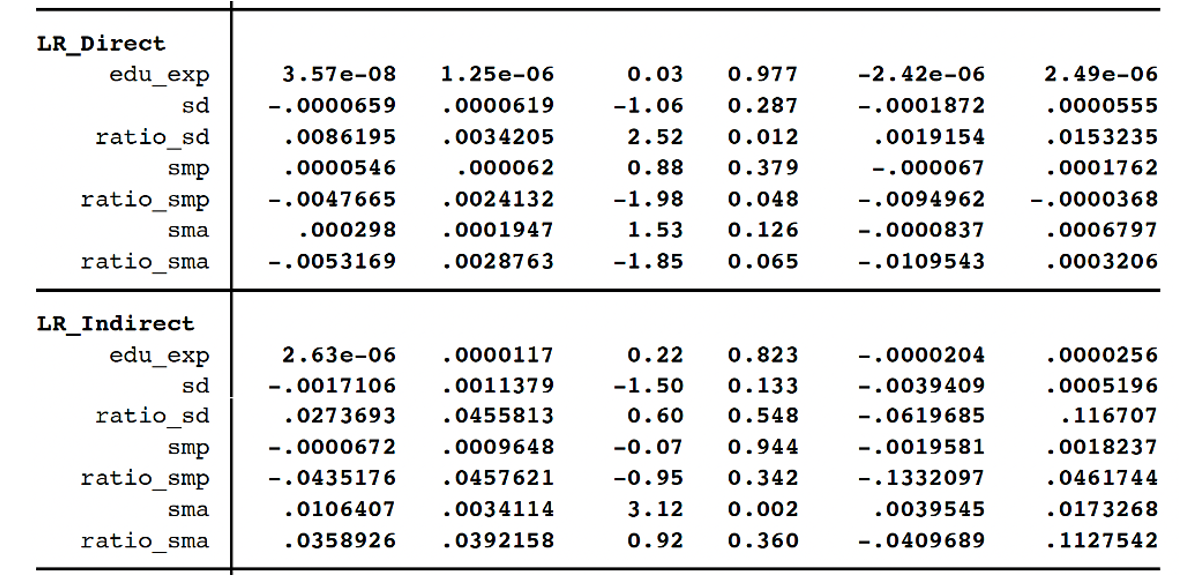 LR_Direct
edu_exp 3.57e-08 1.25e-06 0.03 0.977 -2.42e-06 2.49e-06
sd -.0000659 .0000619 -1.06 0.287 -.0001872 .0000555
ratio_sd .0086195 .0034205 2.52 0.012 .0019154 .0153235
smp .0000546 .000062 0.88 0.379 -.000067 .0001762
ratio_smp -.0047665 .0024132 -1.98 0.048 -.0094962 -.0000368
sma .000298 .0001947 1.53 0.126 -.0000837 .0006797
ratio_sma -.0053169 .0028763 -1.85 0.065 -.0109543 .0003206
LR_Indirect
edu_exp 2.63e-06 .0000117 0.22 0.823 -.0000204 .0000256
sd -.0017106 .0011379 -1.50 0.133 -.0039409 .0005196
ratio_sd .0273693 .0455813 0.60 0.548 -.0619685 .116707
smp -.0000672 .0009648 -0.07 0.944 -.0019581 .0018237
ratio_smp -.0435176 .0457621 -0.95 0.342 -.1332097 .0461744
sma .0106407 .0034114 3.12 0.002 .0039545 .0173268
ratio_sma .0358926 .0392158 0.92 0.360 -.0409689 .1127542